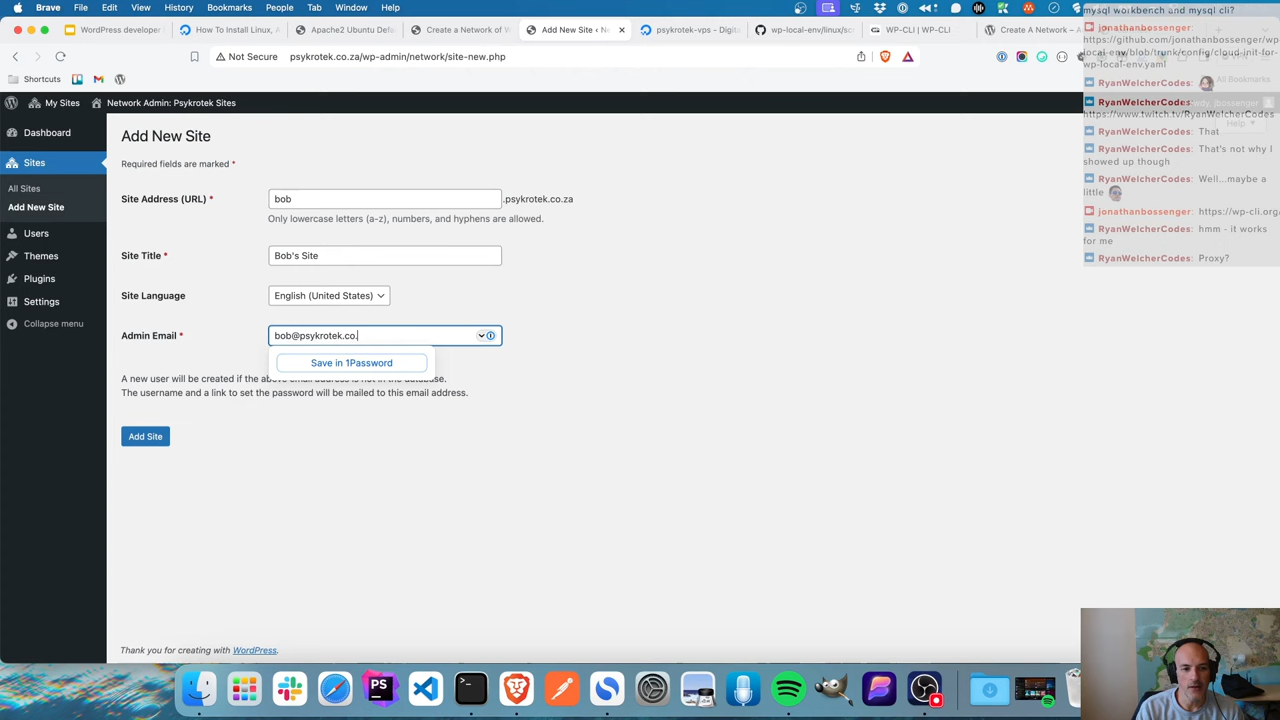 Brave File Edit View History Bookmarks
mysql workbench and mysql cli?
WordPress developer
How To Install Linux, A
Apache2 Ubuntu Defau
Create a Network of W
Add New Site ‹ Ne
psykrotek-vps - Digita
wp-local-env/linux/scr
WP-CLI | WP-CLI
Create A Network
Not Secure psykrotek.co.za/wp-admin/network/site-new.php
Shortcuts
All Bookmarks
My Sites Network Admin: Psykrotek Sites
Howdy, jbossenger
Help
Dashboard
Sites
All Sites
Add New Site
Users
Themes
Plugins
Settings
Collapse menu
Add New Site
Required fields are marked *
Site Address (URL) * bob .psykrotek.co.za
Only lowercase letters (a-z), numbers, and hyphens are allowed.
Site Title * Bob's Site
Site Language English (United States)
Admin Email * bob@psykrotek.co.
Save in 1Password
A new user will be created if the above email address is not in the database.
The username and a link to set the password will be mailed to this email address.
Add Site
Thank you for creating with WordPress.
jonathanbossenger:
https://github.com/jonathanbossenger/wp-
local-env/blob/trunk/config/cloud-init-for-
wp-local-env.yaml
RyanWelcherCodes:
RyanWelcherCodes:
https://www.twitch.tv/RyanWelcherCodes
RyanWelcherCodes: That
RyanWelcherCodes: That's not why I
showed up though
RyanWelcherCodes: Well...maybe a
little
jonathanbossenger: https://wp-cli.org
RyanWelcherCodes: hmm - it works
for me
RyanWelcherCodes: Proxy?